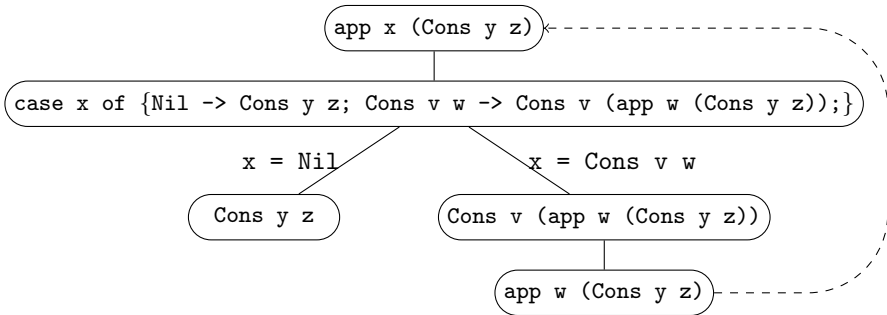 app x (Cons y z)
case x of {Nil -> Cons y z; Cons v w -> Cons v (app w (Cons y z));}
x = Nil
x = Cons v w
Cons y z
Cons v (app w (Cons y z))
app w (Cons y z)